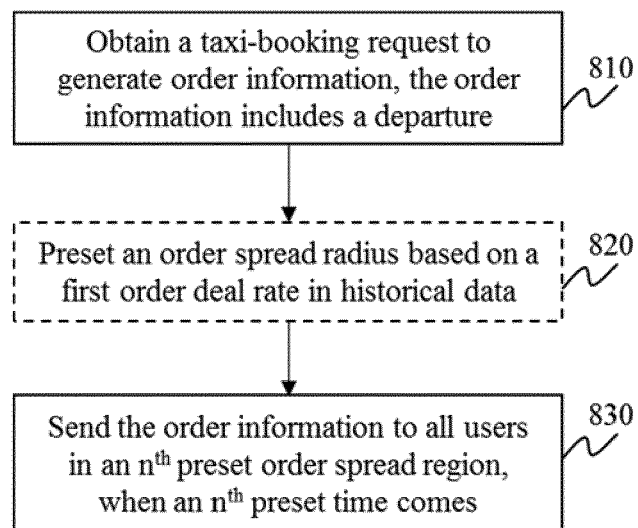 Obtain a taxi-booking request to
generate order information, the order
information includes a departure
810
Preset an order spread radius based on a
first order deal rate in historical data
820
Send the order information to all users
in an nth preset order spread region,
when an nth preset time comes
830